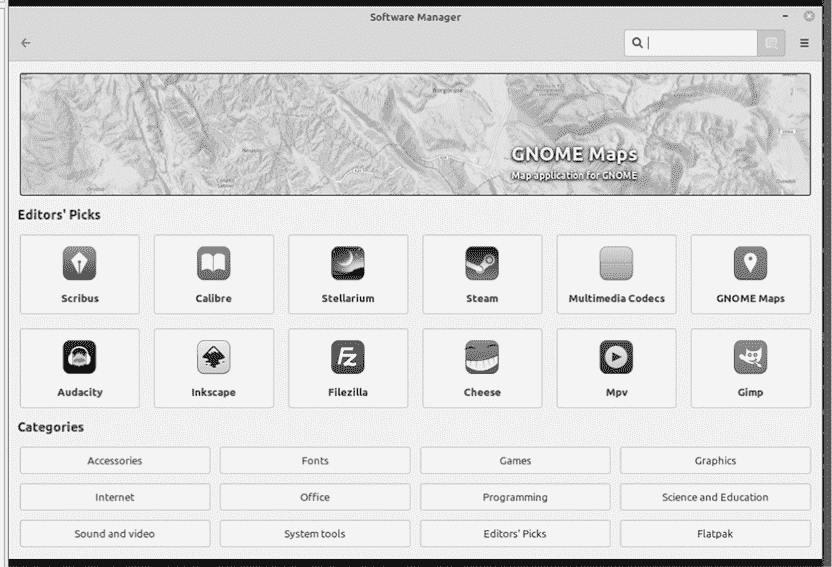 Software Manager
GNOME Maps
Map application for GNOME
Editors' Picks
Scribus Calibre Stellarium Steam Multimedia Codecs GNOME Maps
Audacity Inkscape Filezilla Cheese Mpv Gimp
Categories
Accessories Fonts Games Graphics
Internet Office Programming Science and Education
Sound and video System tools Editors' Picks Flatpak